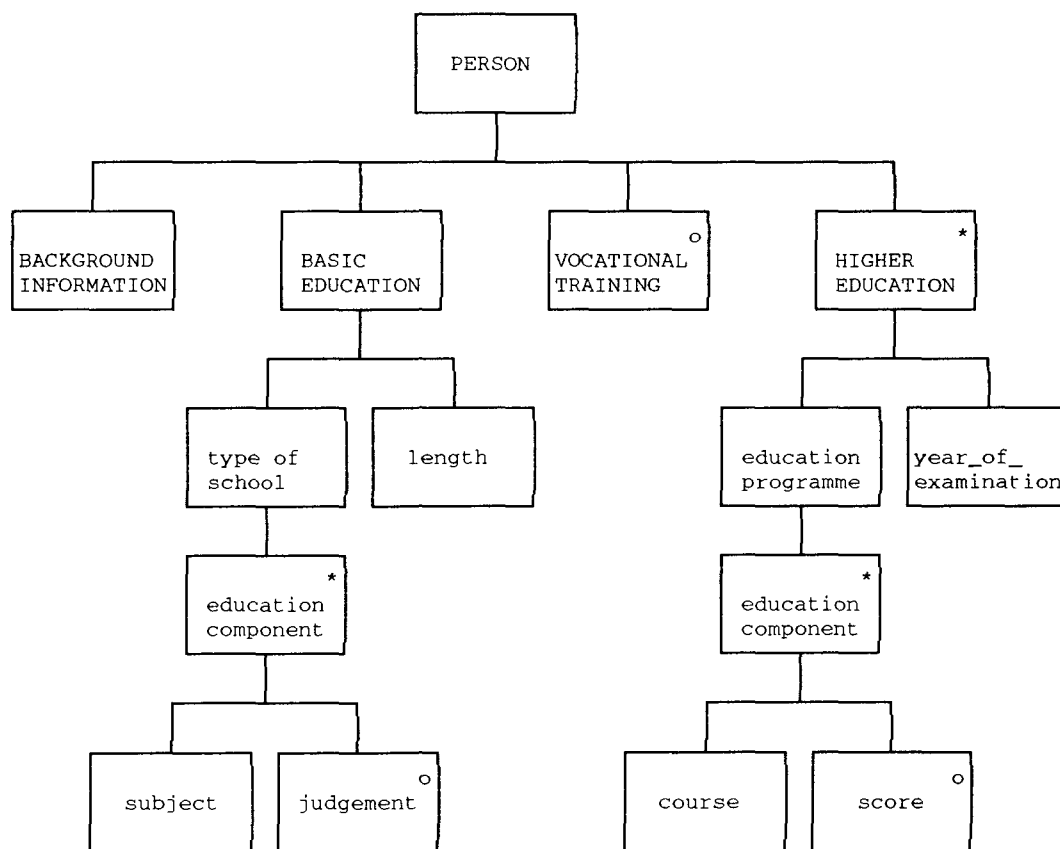 PERSON
BACKGROUND
INFORMATION
BASIC
EDUCATION
o
VOCATIONAL
TRAINING
*
HIGHER
EDUCATION
type of
school
length
education
programme
year_of_
examination
*
education
component
*
education
component
subject
o
judgement
course
o
score